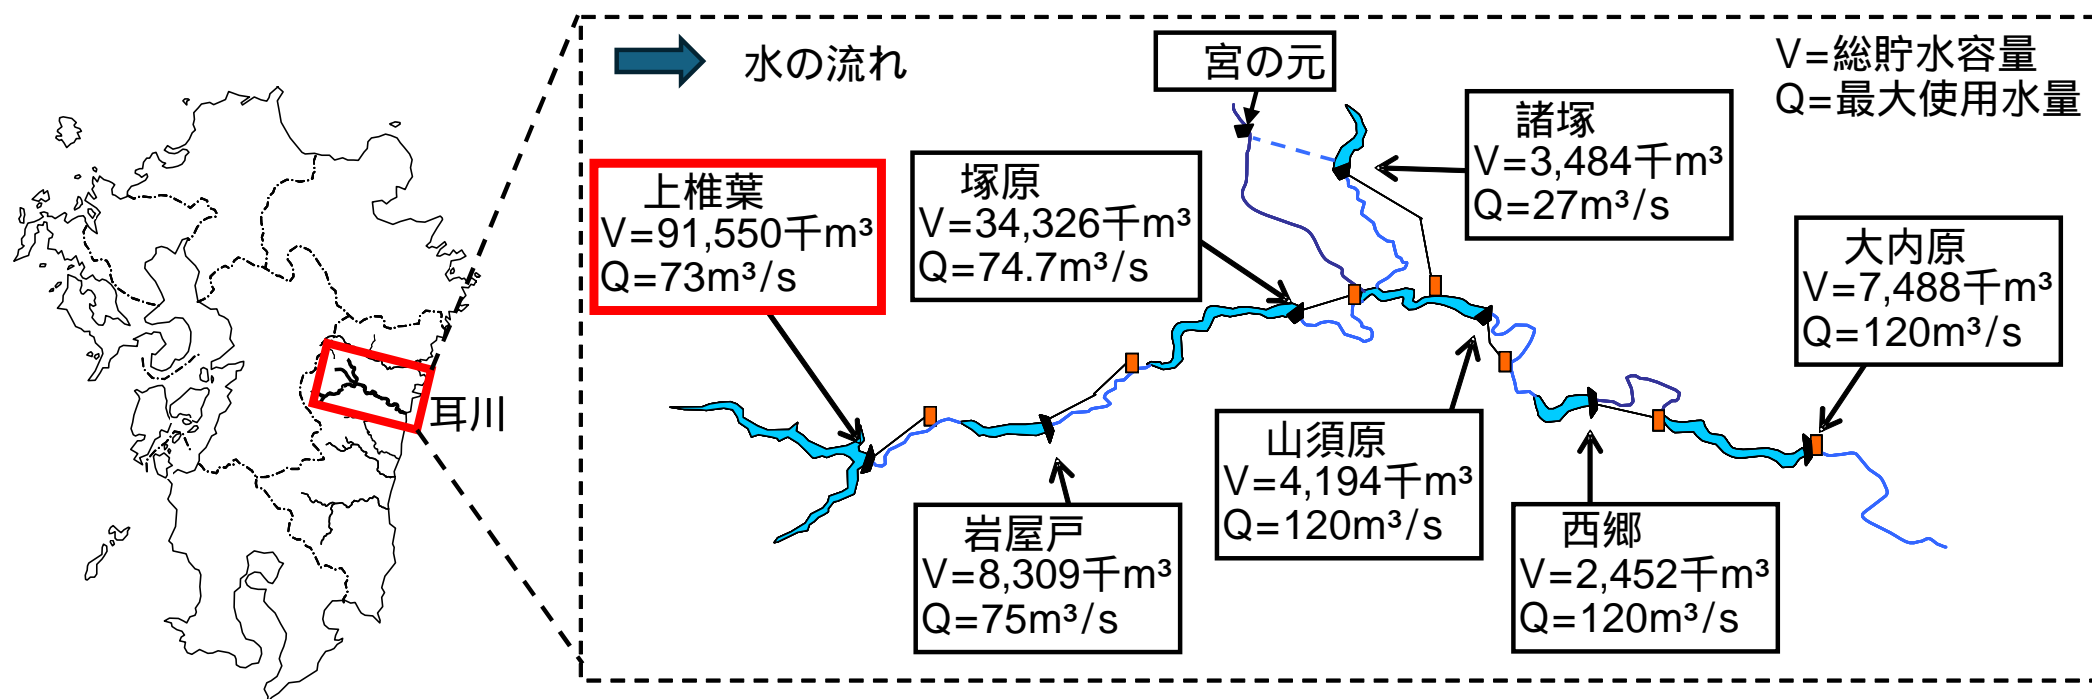 水の流れ
V=総貯水容量
Q=最大使用水量
宮の元
諸塚
V=3,484千m³
Q=27m³/s
塚原
V=34,326千m³
Q=74.7m³/s
上椎葉
V=91,550千m³
Q=73m³/s
大内原
V=7,488千m³
Q=120m³/s
耳川
山須原
V=4,194千m³
Q=120m³/s
岩屋戸
V=8,309千m³
Q=75m³/s
西郷
V=2,452千m³
Q=120m³/s